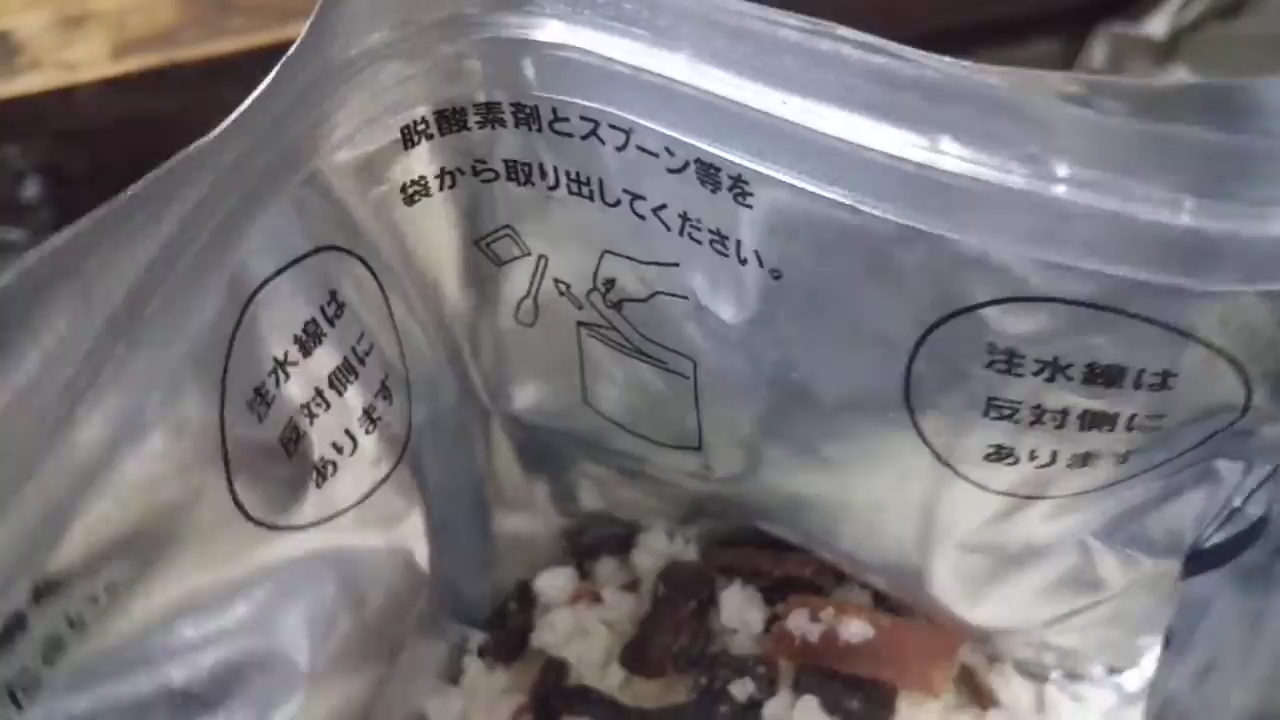 脱酸素剤とスプーン等を
袋から取り出してください。
注水線は
反対側に
あります
注水線は
反対側に
あります